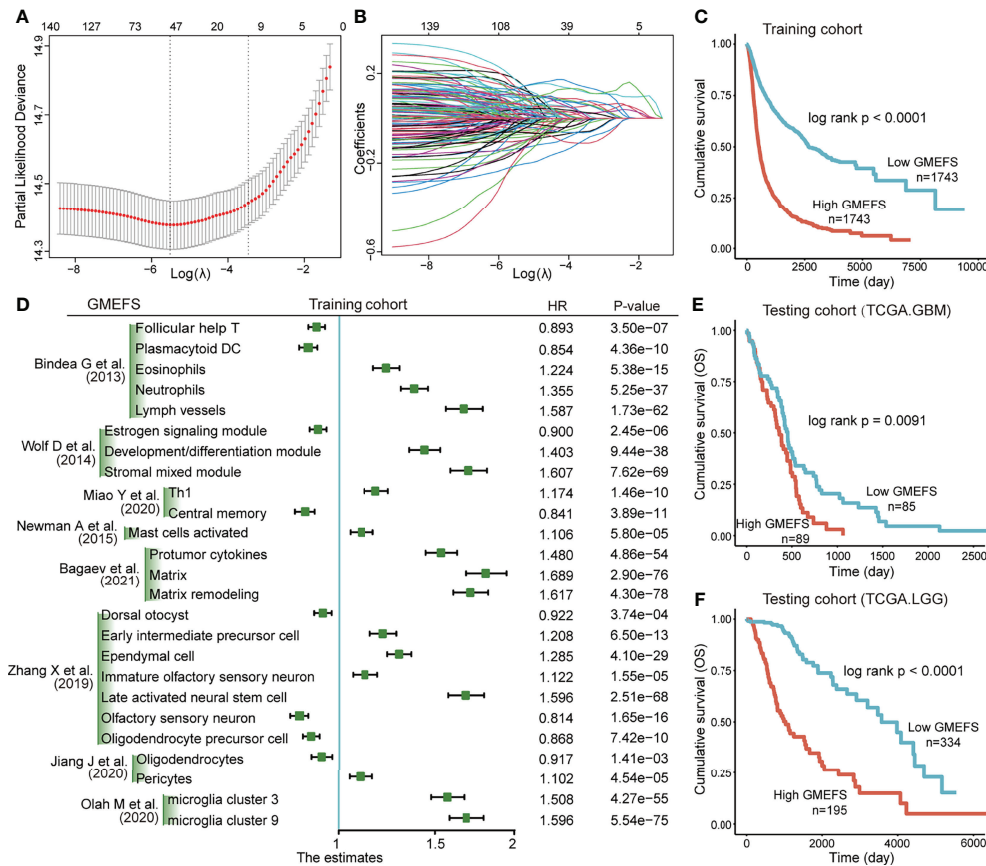 A
140 127 73 47 20 9 5 0
14.9
14.7
14.5
14.3
Partial Likelihood Deviance
-8 -6 -4 -2 0
Log(λ)
B
139 108 39 5
0.2
-0.2
-0.6
Coefficients
-8 -6 -4 -2
Log(λ)
C
Training cohort
1.00
0.75
0.50
0.25
0.00
Cumulative survival
log rank p < 0.0001
Low GMEFS
n=1743
High GMEFS
n=1743
0 2500 5000 7500 10000
Time (day)
D
GMEFS Training cohort HR P-value
Bindea G et al.
(2013)
Follicular help T 0.893 3.50e-07
Plasmacytoid DC 0.854 4.36e-10
Eosinophils 1.224 5.38e-15
Neutrophils 1.355 5.25e-37
Lymph vessels 1.587 1.73e-62
Wolf D et al.
(2014)
Estrogen signaling module 0.900 2.45e-06
Development/differentiation module 1.403 9.44e-38
Stromal mixed module 1.607 7.62e-69
Miao Y et al.
(2020)
Th1 1.174 1.46e-10
Central memory 0.841 3.89e-11
Newman A et al.
(2015)
Mast cells activated 1.106 5.80e-05
Bagaev et al.
(2021)
Protumor cytokines 1.480 4.86e-54
Matrix 1.689 2.90e-76
Matrix remodeling 1.617 4.30e-78
Zhang X et al.
(2019)
Dorsal otocyst 0.922 3.74e-04
Early intermediate precursor cell 1.208 6.50e-13
Ependymal cell 1.285 4.10e-29
Immature olfactory sensory neuron 1.122 1.55e-05
Late activated neural stem cell 1.596 2.51e-68
Olfactory sensory neuron 0.814 1.65e-16
Oligodendrocyte precursor cell 0.868 7.42e-10
Jiang J et al.
(2020)
Oligodendrocytes 0.917 1.41e-03
Pericytes 1.102 4.54e-05
Olah M et al.
(2020)
microglia cluster 3 1.508 4.27e-55
microglia cluster 9 1.596 5.54e-75
1 1.5 2
The estimates
E
Testing cohort (TCGA.GBM)
1.00
0.75
0.50
0.25
0.00
Cumulative survival (OS)
log rank p = 0.0091
Low GMEFS
n=85
High GMEFS
n=89
0 500 1000 1500 2000 2500
Time (day)
F
Testing cohort (TCGA.LGG)
1.00
0.75
0.50
0.25
0.00
Cumulative survival (OS)
log rank p < 0.0001
Low GMEFS
n=334
High GMEFS
n=195
0 2000 4000 6000
Time (day)